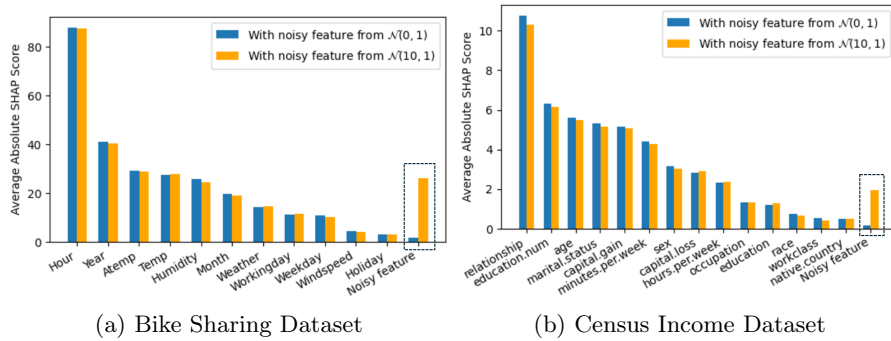 With noisy feature from 𝒩(0, 1)
With noisy feature from 𝒩(10, 1)
Average Absolute SHAP Score
80
60
40
20
0
Hour
Year
Atemp
Temp
Humidity
Month
Weather
Workingday
Weekday
Windspeed
Holiday
Noisy feature
(a) Bike Sharing Dataset
With noisy feature from 𝒩(0, 1)
With noisy feature from 𝒩(10, 1)
Average Absolute SHAP Score
10
8
6
4
2
0
relationship
education.num
age
marital.status
capital.gain
minutes.per.week
sex
capital.loss
hours.per.week
occupation
education
race
workclass
native.country
Noisy feature
(b) Census Income Dataset